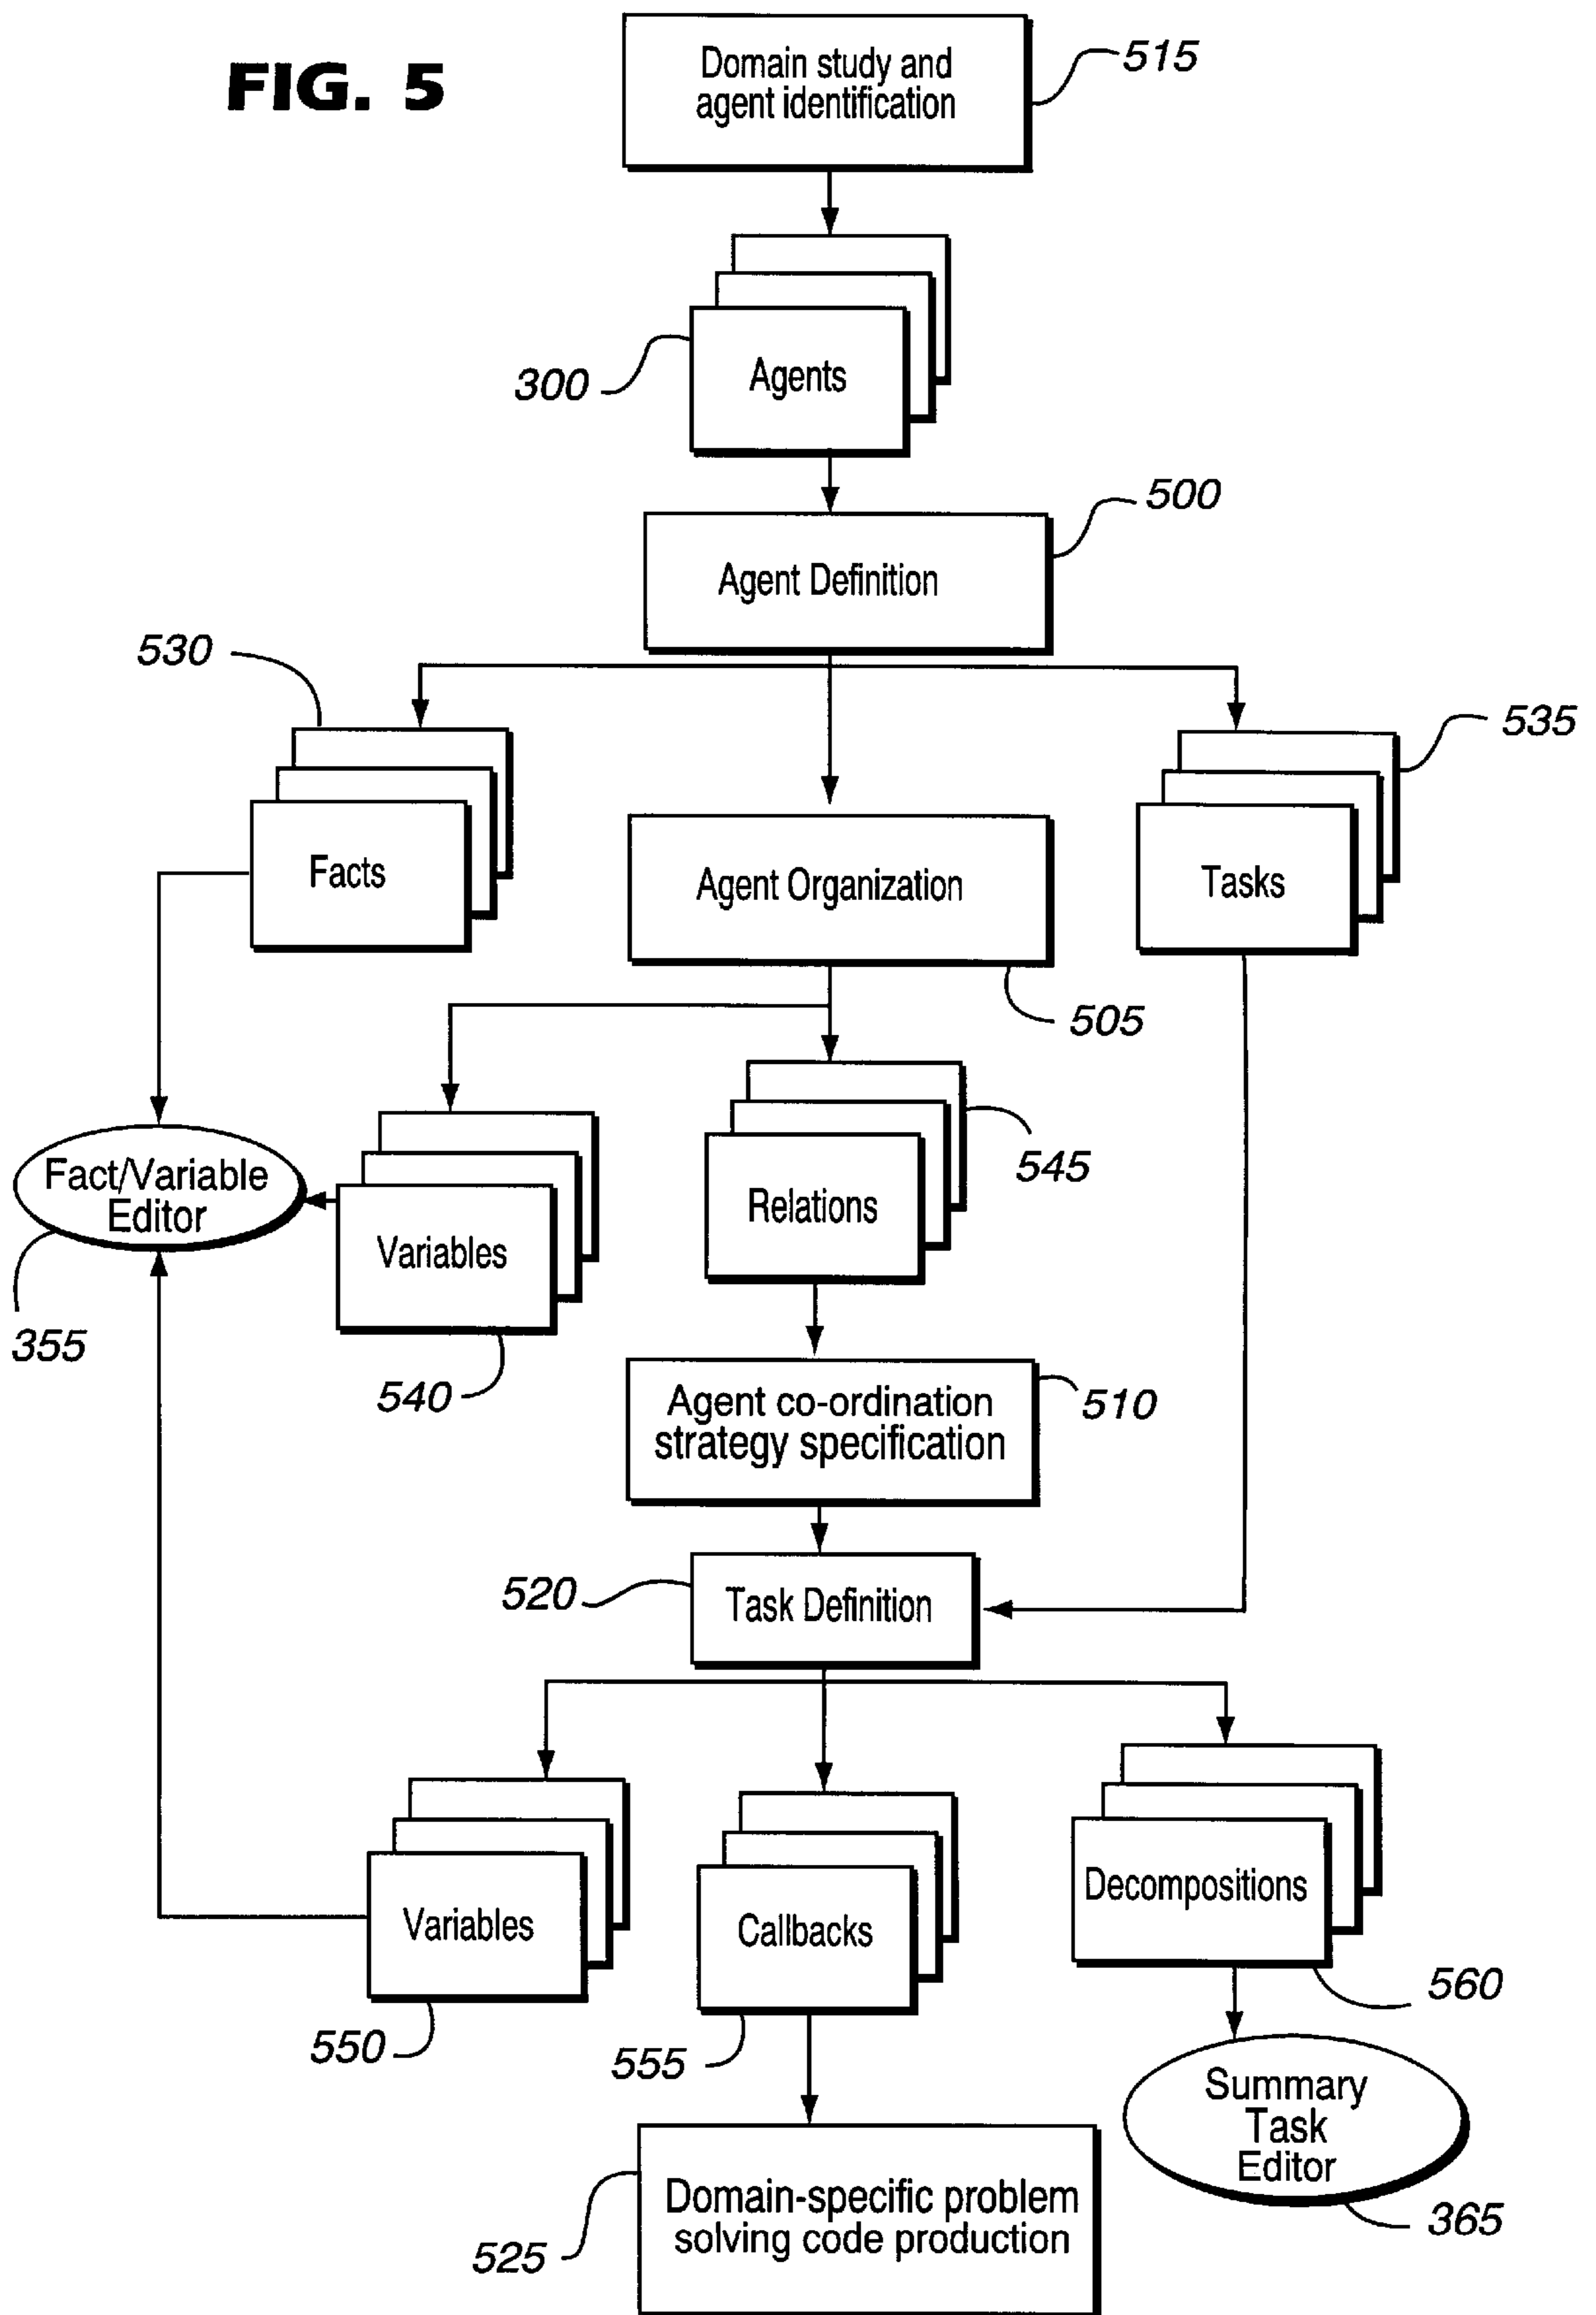 FIG. 5
Domain study and
agent identification
515
300
Agents
500
Agent Definition
530
535
Facts
Agent Organization
Tasks
505
Fact/Variable
Editor
355
Variables
540
Relations
545
Agent co-ordination
strategy specification
510
520
Task Definition
Variables
550
Callbacks
555
Decompositions
560
Summary
Task
Editor
365
Domain-specific problem
solving code production
525